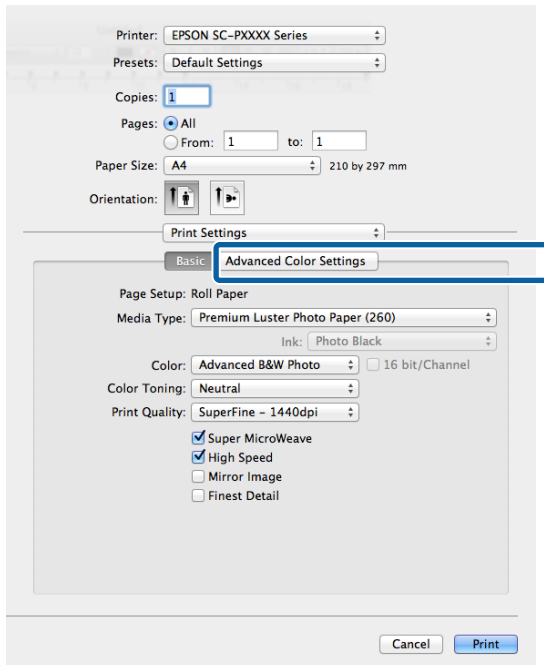 Printer: EPSON SC-PXXXX Series
Presets: Default Settings
Copies: 1
Pages: All
From: 1 to: 1
Paper Size: A4 210 by 297 mm
Orientation:
Print Settings
Basic Advanced Color Settings
Page Setup: Roll Paper
Media Type: Premium Luster Photo Paper (260)
Ink: Photo Black
Color: Advanced B&W Photo 16 bit/Channel
Color Toning: Neutral
Print Quality: SuperFine - 1440dpi
Super MicroWeave
High Speed
Mirror Image
Finest Detail
Cancel Print